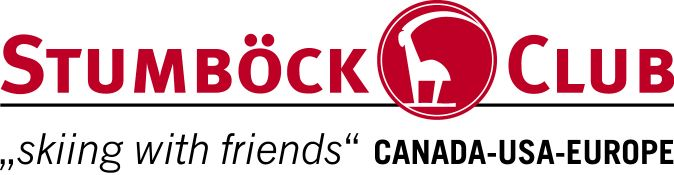 STUMBÖCK CLUB
„skiing with friends“ CANADA-USA-EUROPE